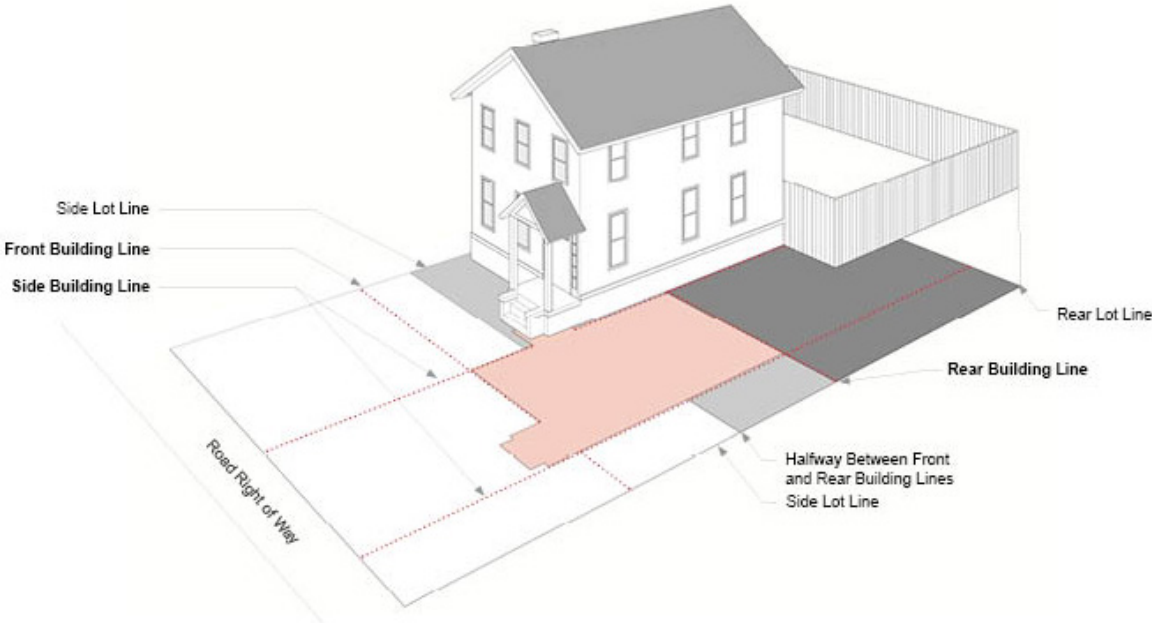 Side Lot Line
Front Building Line
Side Building Line
Road Right of Way
Rear Lot Line
Rear Building Line
Halfway Between Front
and Rear Building Lines
Side Lot Line